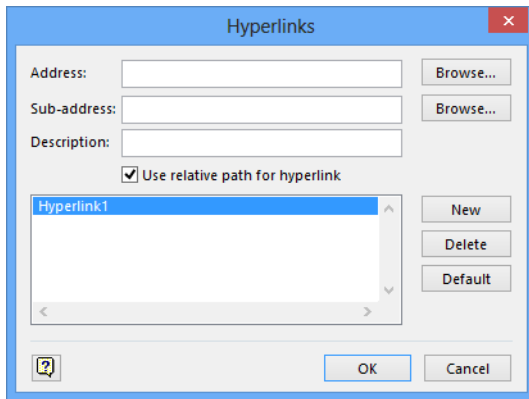 Hyperlinks
Address:
Browse...
Sub-address:
Browse...
Description:
Use relative path for hyperlink
Hyperlink1
New
Delete
Default
OK
Cancel